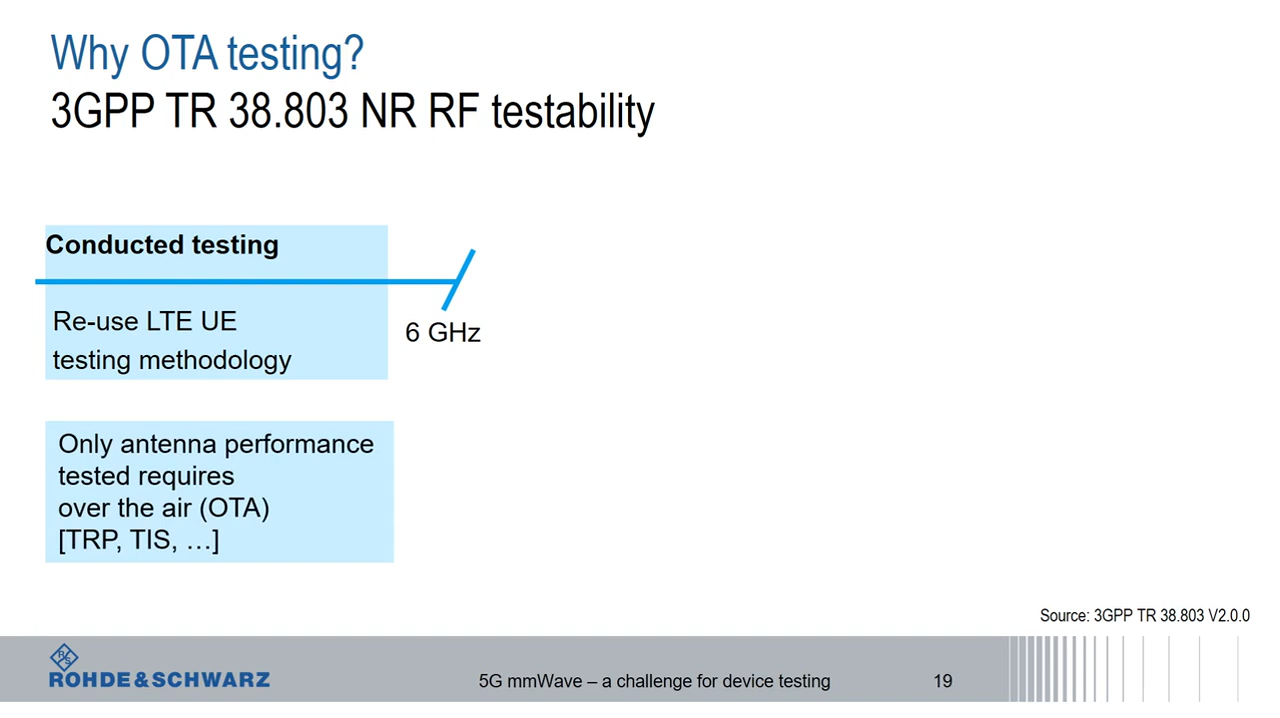 Why OTA testing?
3GPP TR 38.803 NR RF testability
Conducted testing
Re-use LTE UE
testing methodology
6 GHz
Only antenna performance
tested requires
over the air (OTA)
[TRP, TIS, …]
Source: 3GPP TR 38.803 V2.0.0
R
S
ROHDE&SCHWARZ
5G mmWave – a challenge for device testing
19